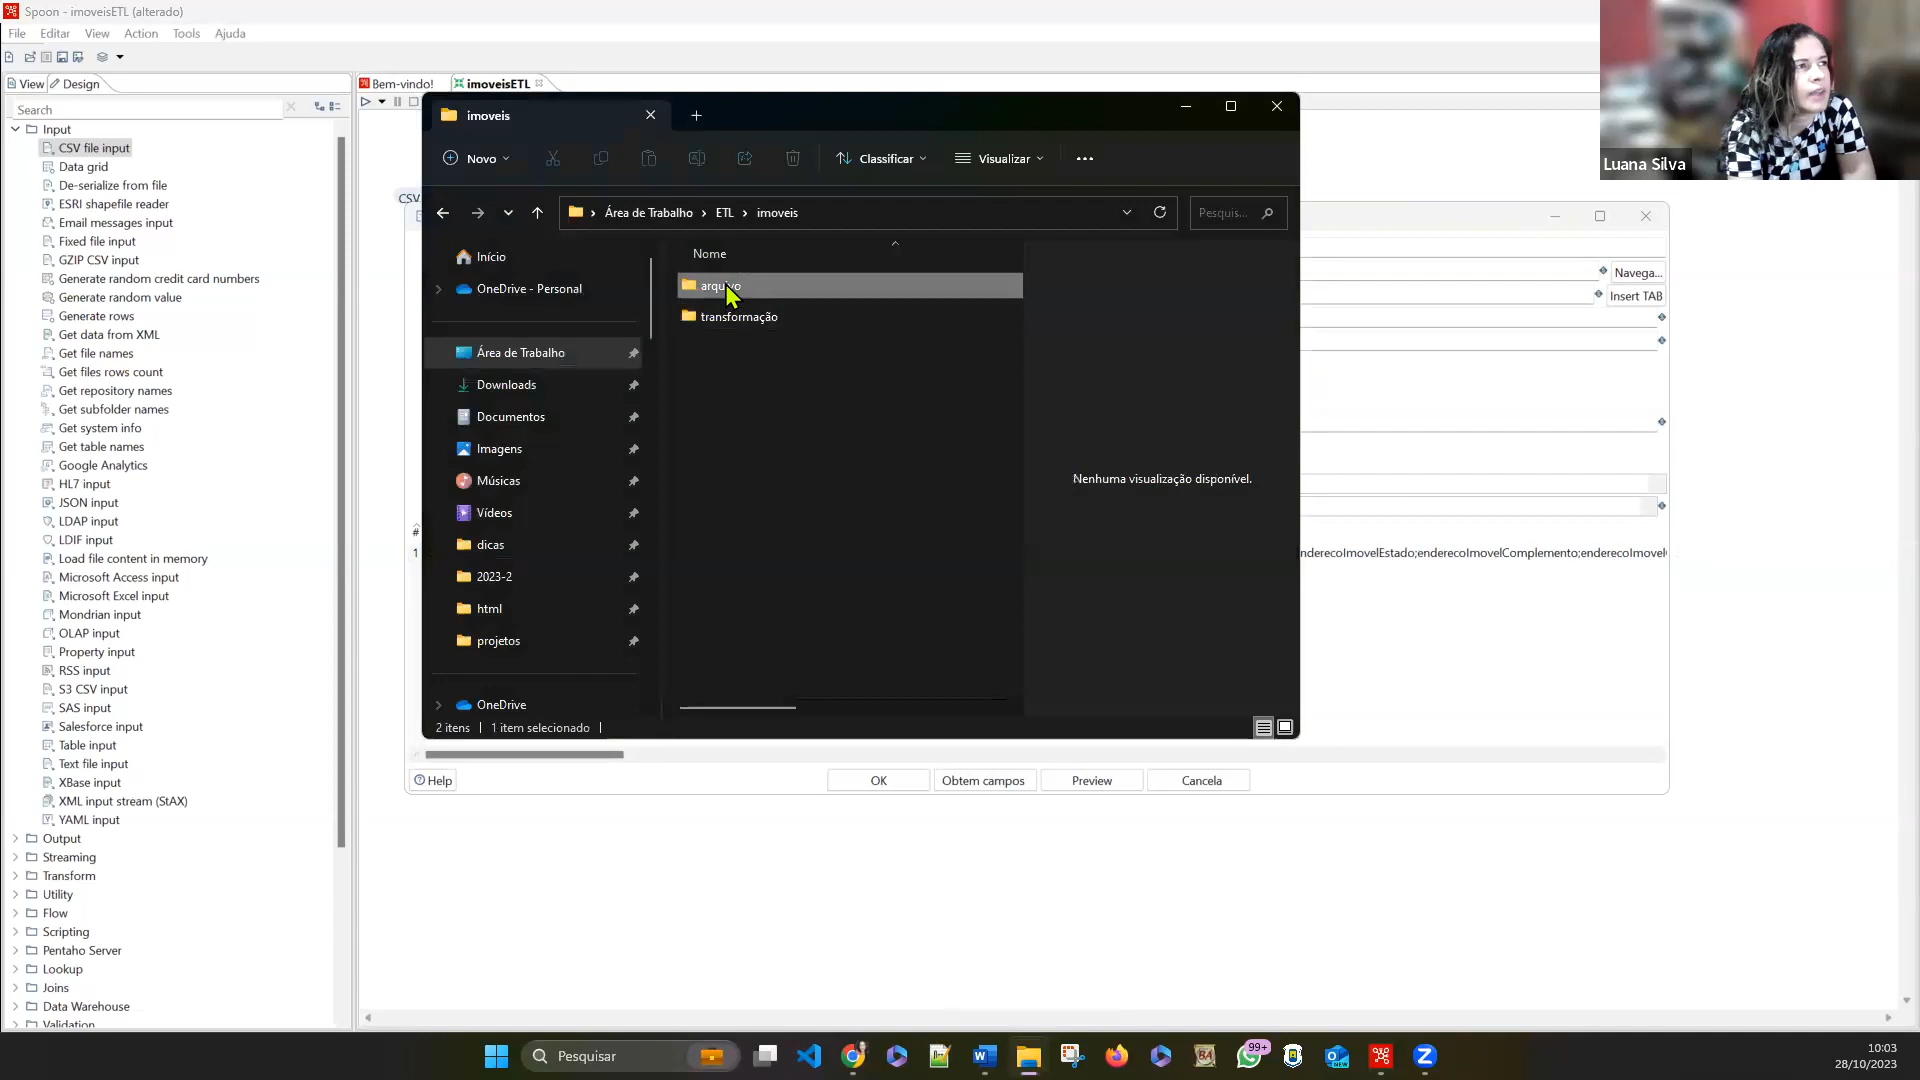 Spoon - imoveisETL (alterado)
File Editar View Action Tools Ajuda
View Design
Bem-vindo! imoveisETL
Search
Input
CSV file input
Data grid
De-serialize from file
ESRI shapefile reader
Email messages input
Fixed file input
GZIP CSV input
Generate random credit card numbers
Generate random value
Generate rows
Get data from XML
Get file names
Get files rows count
Get repository names
Get subfolder names
Get system info
Get table names
Google Analytics
HL7 input
JSON input
LDAP input
LDIF input
Load file content in memory
Microsoft Access input
Microsoft Excel input
Mondrian input
OLAP input
Property input
RSS input
S3 CSV input
SAS input
Salesforce input
Table input
Text file input
XBase input
XML input stream (StAX)
YAML input
Output
Streaming
Transform
Utility
Flow
Scripting
Pentaho Server
Lookup
Joins
Data Warehouse
Validation
imoveis
Novo
Classificar
Visualizar
Área de Trabalho > ETL > imoveis
Pesquis...
Início
OneDrive - Personal
Área de Trabalho
Downloads
Documentos
Imagens
Músicas
Vídeos
dicas
2023-2
html
projetos
OneDrive
Nome
arquivo
transformação
Nenhuma visualização disponível.
2 itens
1 item selecionado
CSV
Navega...
Insert TAB
#
1
nderecoImovelEstado;enderecoImovelComplemento;enderecoImovel
Help
OK
Obtem campos
Preview
Cancela
Luana Silva
Pesquisar
99+
10:03
28/10/2023